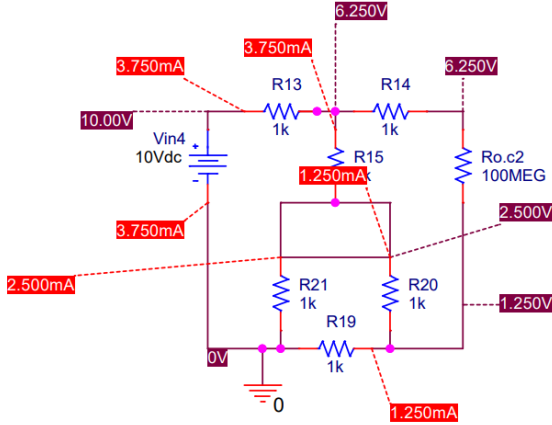 6.250V
3.750mA
6.250V
3.750mA
R13
R14
10.00V
1k
1k
Vin4
10Vdc
R15
Ro.c2
1.250mA
100MEG
2.500V
3.750mA
2.500mA
R21
R20
1k
1k
1.250V
R19
0V
1k
0
1.250mA